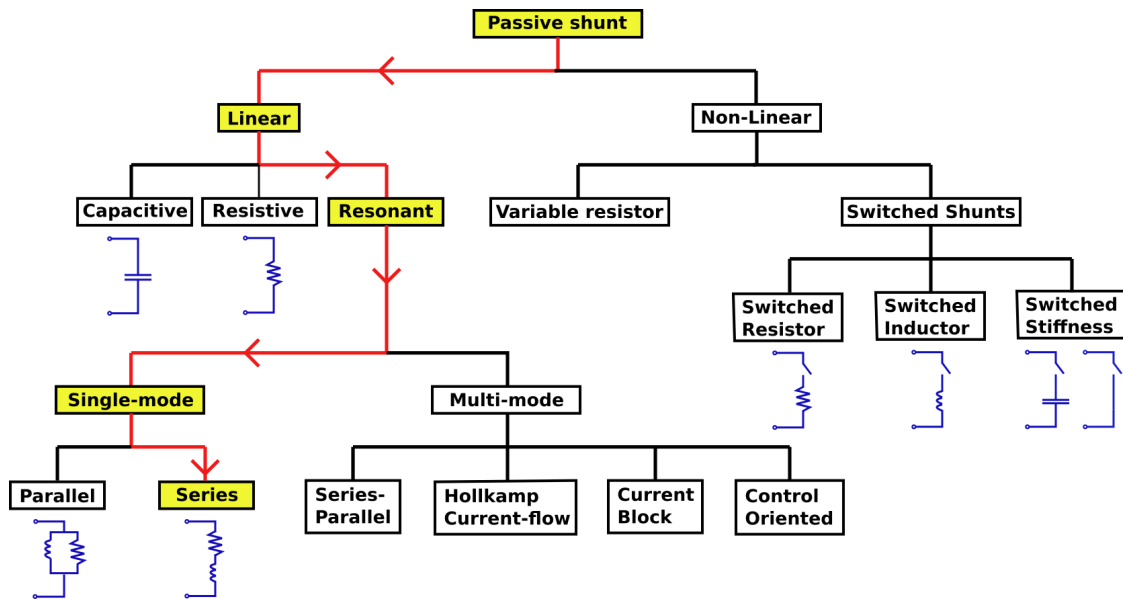 Passive shunt
Linear
Non-Linear
Capacitive
Resistive
Resonant
Variable resistor
Switched Shunts
Switched
Resistor
Switched
Inductor
Switched
Stiffness
Single-mode
Multi-mode
Parallel
Series
Series-
Parallel
Hollkamp
Current-flow
Current
Block
Control
Oriented